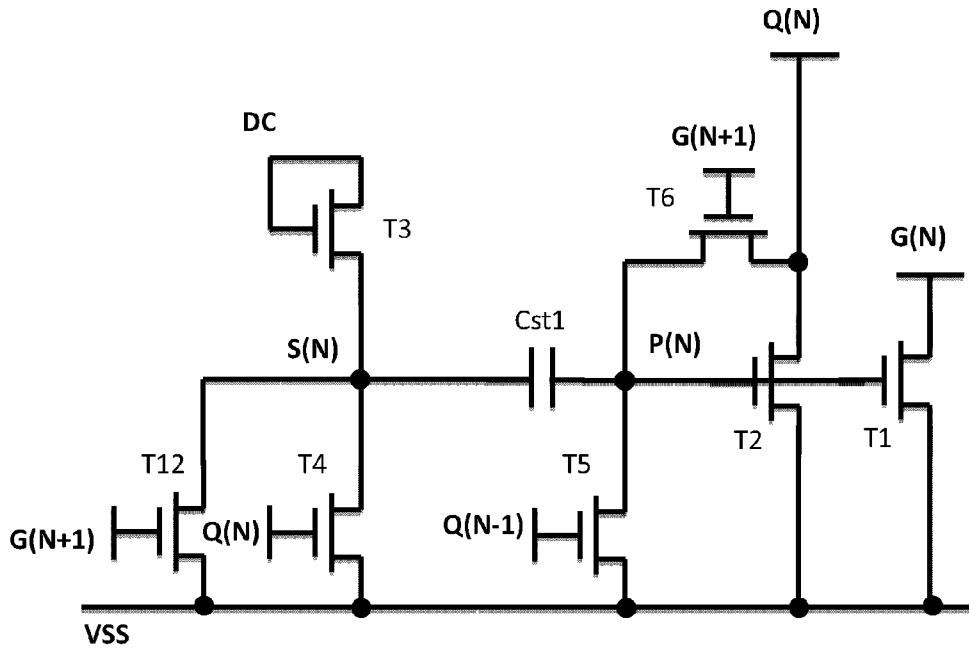 Q(N)
DC
G(N+1)
T6
T3
G(N)
Cst1
S(N)
P(N)
T2
T1
T12
T4
T5
G(N+1)
Q(N)
Q(N-1)
VSS